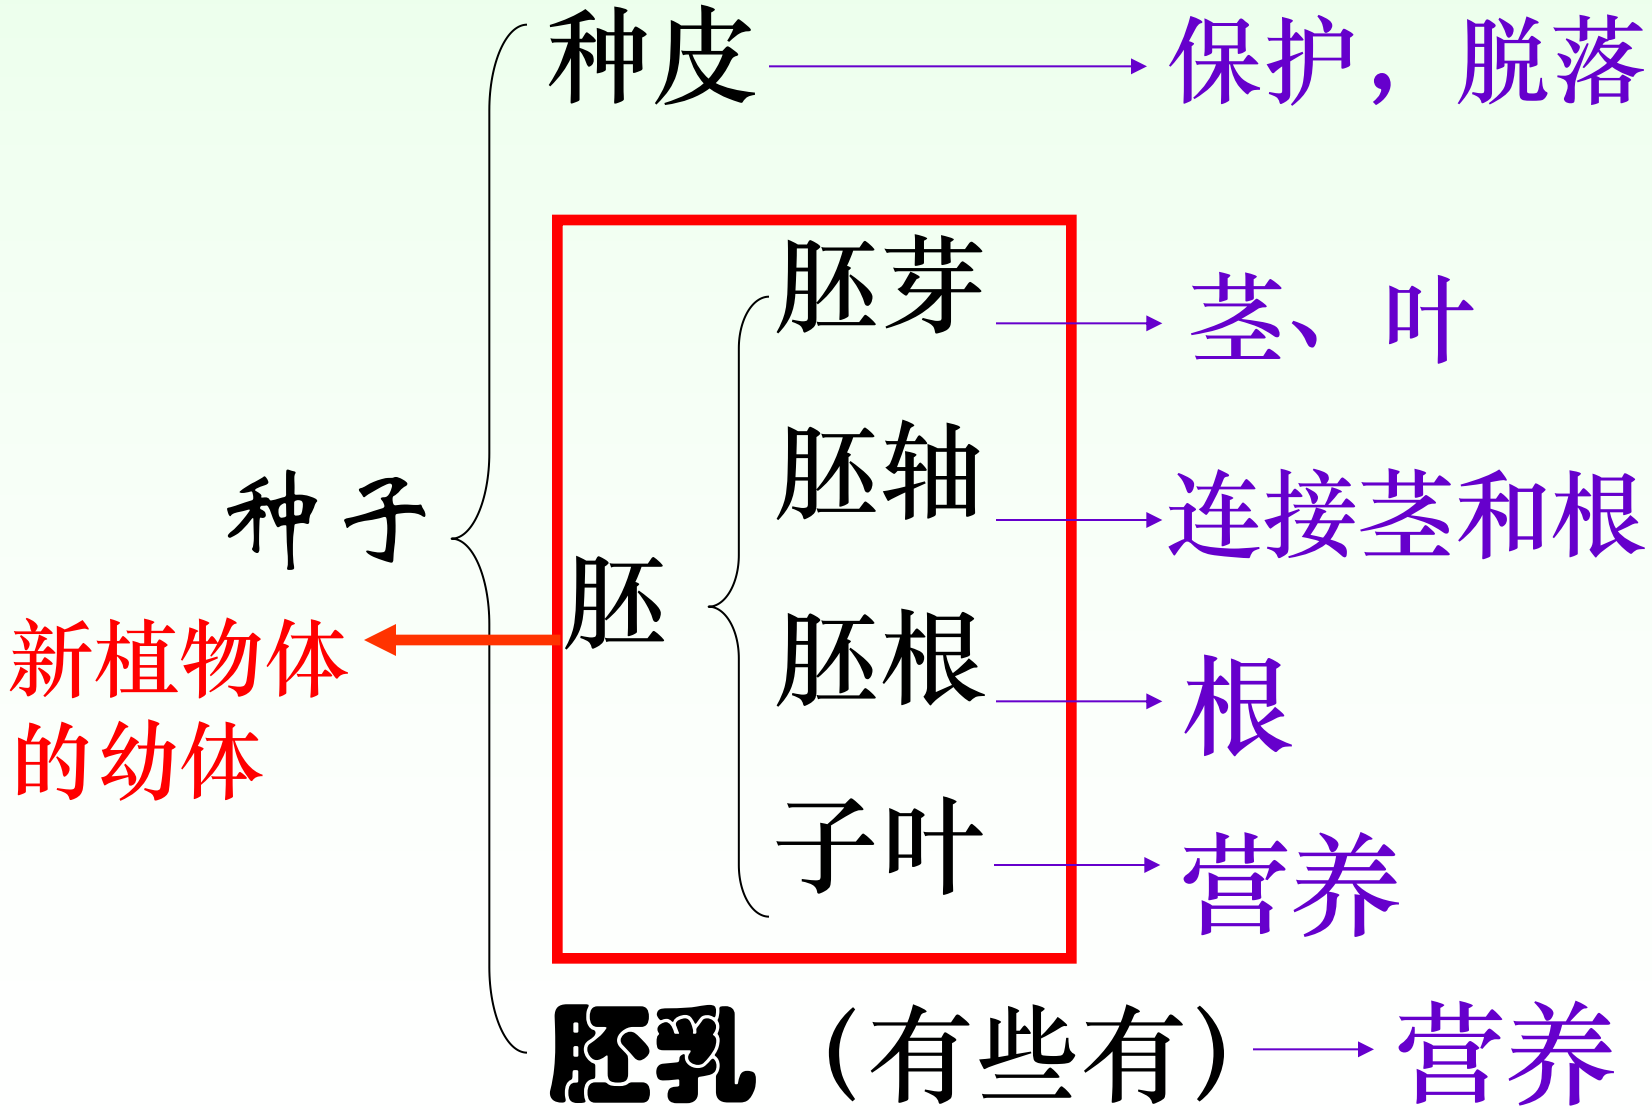 种皮
保护，脱落
胚芽
茎、叶
胚轴
连接茎和根
种子
胚
新植物体
的幼体
胚根
根
子叶
营养
胚乳（有些有）
营养